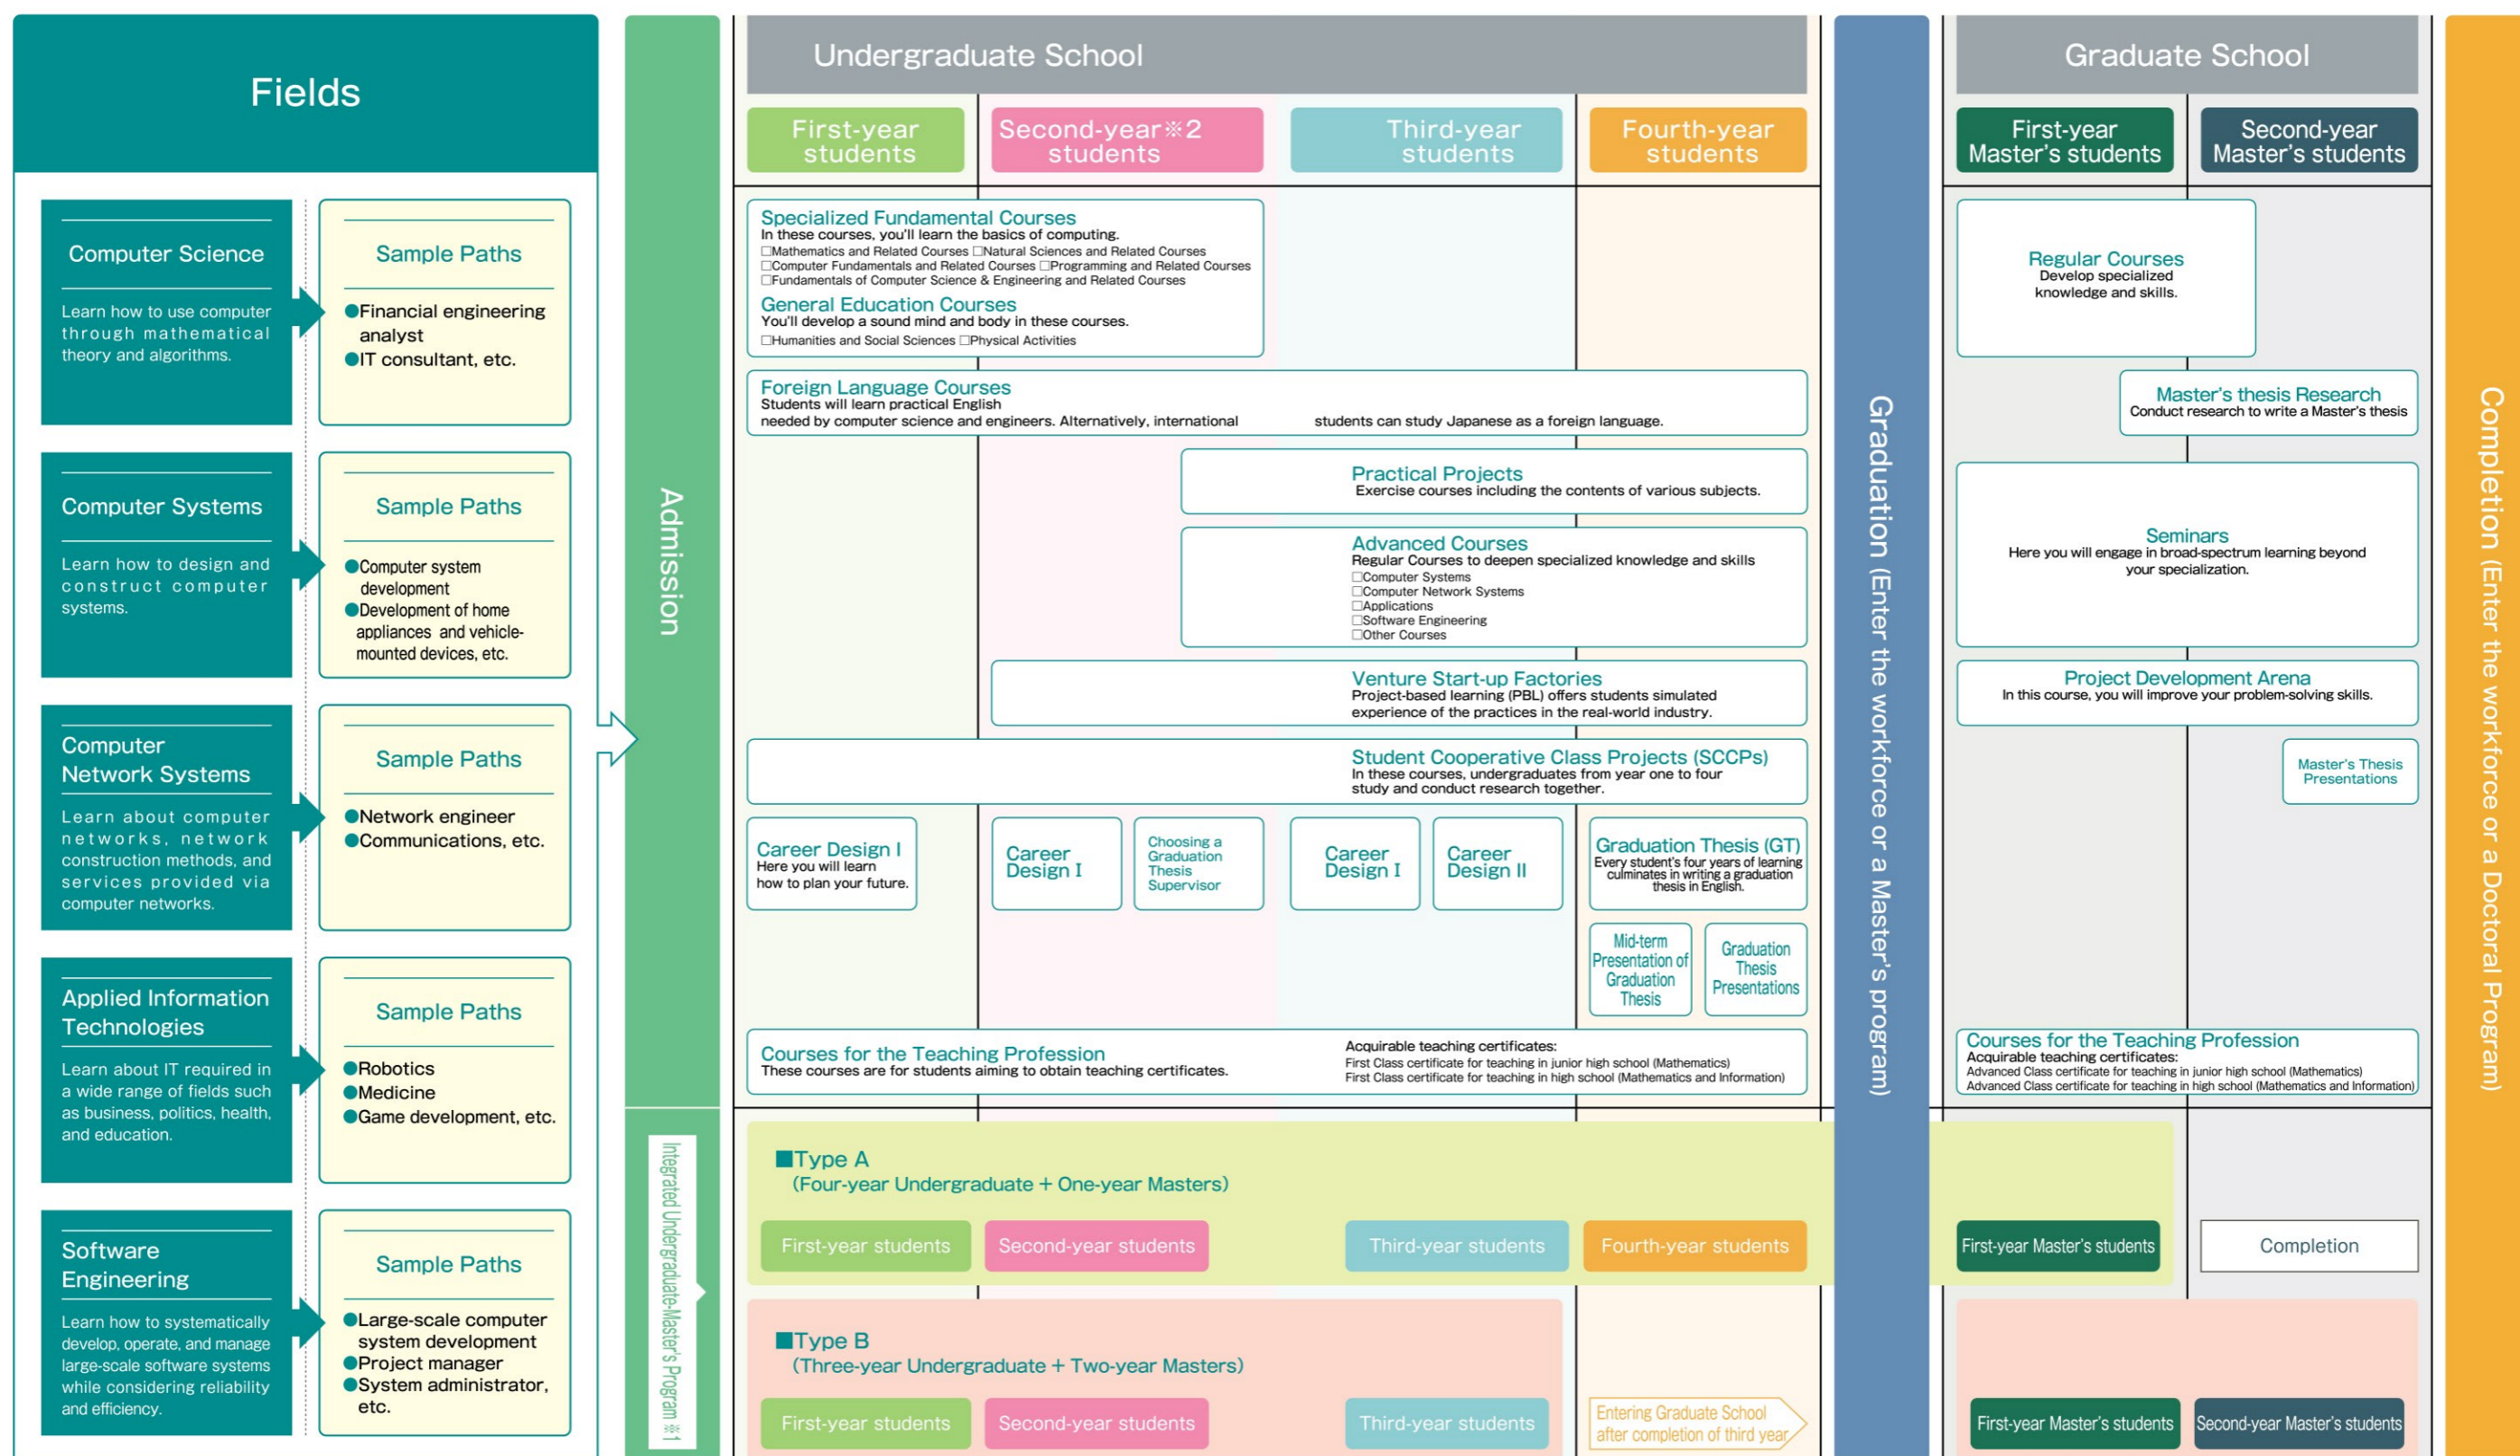 Fields
Computer Science
Learn how to use computer
through mathematical
theory and algorithms.
Sample Paths
●Financial engineering
analyst
●IT consultant, etc.
Computer Systems
Learn how to design and
construct computer
systems.
Sample Paths
●Computer system
development
●Development of home
appliances and vehicle-
mounted devices, etc.
Computer
Network Systems
Learn about computer
networks, network
construction methods, and
services provided via
computer networks.
Sample Paths
●Network engineer
●Communications, etc.
Applied Information
Technologies
Learn about IT required in
a wide range of fields such
as business, politics, health,
and education.
Sample Paths
●Robotics
●Medicine
●Game development, etc.
Software
Engineering
Learn how to systematically
develop, operate, and manage
large-scale software systems
while considering reliability
and efficiency.
Sample Paths
●Large-scale computer
system development
●Project manager
●System administrator,
etc.
Admission
Integrated Undergraduate-Master's Program ※1
Undergraduate School
First-year
students
Second-year※2
students
Third-year
students
Fourth-year
students
Specialized Fundamental Courses
In these courses, you'll learn the basics of computing.
□Mathematics and Related Courses □Natural Sciences and Related Courses
□Computer Fundamentals and Related Courses □Programming and Related Courses
□Fundamentals of Computer Science & Engineering and Related Courses
General Education Courses
You'll develop a sound mind and body in these courses.
□Humanities and Social Sciences □Physical Activities
Foreign Language Courses
Students will learn practical English
needed by computer science and engineers. Alternatively, international students can study Japanese as a foreign language.
Practical Projects
Exercise courses including the contents of various subjects.
Advanced Courses
Regular Courses to deepen specialized knowledge and skills
□Computer Systems
□Computer Network Systems
□Applications
□Software Engineering
□Other Courses
Venture Start-up Factories
Project-based learning (PBL) offers students simulated
experience of the practices in the real-world industry.
Student Cooperative Class Projects (SCCPs)
In these courses, undergraduates from year one to four
study and conduct research together.
Career Design I
Here you will learn
how to plan your future.
Career
Design I
Choosing a
Graduation
Thesis
Supervisor
Career
Design I
Career
Design II
Graduation Thesis (GT)
Every student's four years of learning
culminates in writing a graduation
thesis in English.
Mid-term
Presentation of
Graduation
Thesis
Graduation
Thesis
Presentations
Courses for the Teaching Profession
These courses are for students aiming to obtain teaching certificates.
Acquirable teaching certificates:
First Class certificate for teaching in junior high school (Mathematics)
First Class certificate for teaching in high school (Mathematics and Information)
■Type A
(Four-year Undergraduate + One-year Masters)
First-year students
Second-year students
Third-year students
Fourth-year students
First-year Master's students
Completion
■Type B
(Three-year Undergraduate + Two-year Masters)
First-year students
Second-year students
Third-year students
Entering Graduate School
after completion of third year
First-year Master's students
Second-year Master's students
Graduation (Enter the workforce or a Master's program)
Graduate School
First-year
Master's students
Second-year
Master's students
Regular Courses
Develop specialized
knowledge and skills.
Master's thesis Research
Conduct research to write a Master's thesis
Seminars
Here you will engage in broad-spectrum learning beyond
your specialization.
Project Development Arena
In this course, you will improve your problem-solving skills.
Master's Thesis
Presentations
Courses for the Teaching Profession
Acquirable teaching certificates:
Advanced Class certificate for teaching in junior high school (Mathematics)
Advanced Class certificate for teaching in high school (Mathematics and Information)
Completion (Enter the workforce or a Doctoral Program)